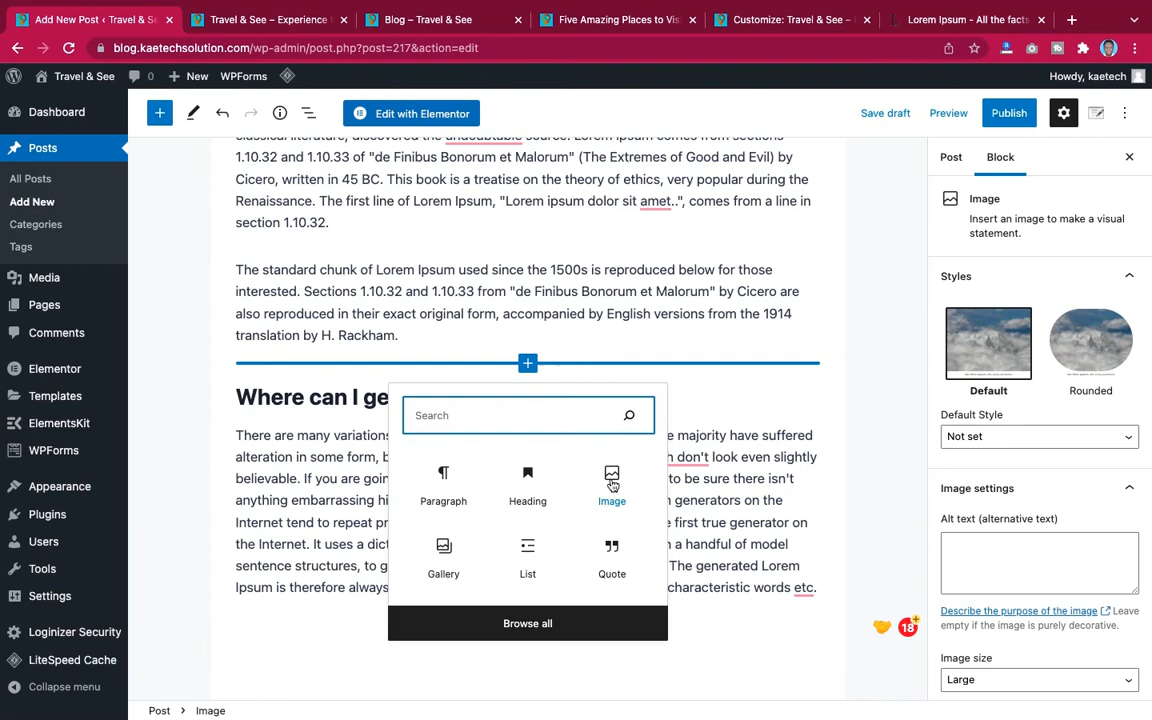 Add New Post ‹ Travel & Se
Travel & See – Experience t
Blog – Travel & See
Five Amazing Places to Vis
Customize: Travel & See –
Lorem Ipsum - All the facts
blog.kaetechsolution.com/wp-admin/post.php?post=217&action=edit
Travel & See
0
New
WPForms
Howdy, kaetech
Dashboard
Posts
All Posts
Add New
Categories
Tags
Media
Pages
Comments
Elementor
Templates
ElementsKit
WPForms
Appearance
Plugins
Users
Tools
Settings
Loginizer Security
LiteSpeed Cache
Collapse menu
Edit with Elementor
Save draft
Preview
Publish
classical literature, discovered the undoubtable source. Lorem Ipsum comes from sections
1.10.32 and 1.10.33 of "de Finibus Bonorum et Malorum" (The Extremes of Good and Evil) by
Cicero, written in 45 BC. This book is a treatise on the theory of ethics, very popular during the
Renaissance. The first line of Lorem Ipsum, "Lorem ipsum dolor sit amet..", comes from a line in
section 1.10.32.
The standard chunk of Lorem Ipsum used since the 1500s is reproduced below for those
interested. Sections 1.10.32 and 1.10.33 from "de Finibus Bonorum et Malorum" by Cicero are
also reproduced in their exact original form, accompanied by English versions from the 1914
translation by H. Rackham.
Where can I ge
There are many variations e majority have suffered
alteration in some form, b h don't look even slightly
believable. If you are goin to be sure there isn't
anything embarrassing hi generators on the
Internet tend to repeat pr e first true generator on
the Internet. It uses a dict n a handful of model
sentence structures, to g The generated Lorem
Ipsum is therefore always characteristic words etc.
Search
Paragraph
Heading
Image
Gallery
List
Quote
Browse all
18
Post
Block
Image
Insert an image to make a visual
statement.
Styles
Default
Rounded
Default Style
Not set
Image settings
Alt text (alternative text)
Describe the purpose of the image Leave
empty if the image is purely decorative.
Image size
Large
Post › Image